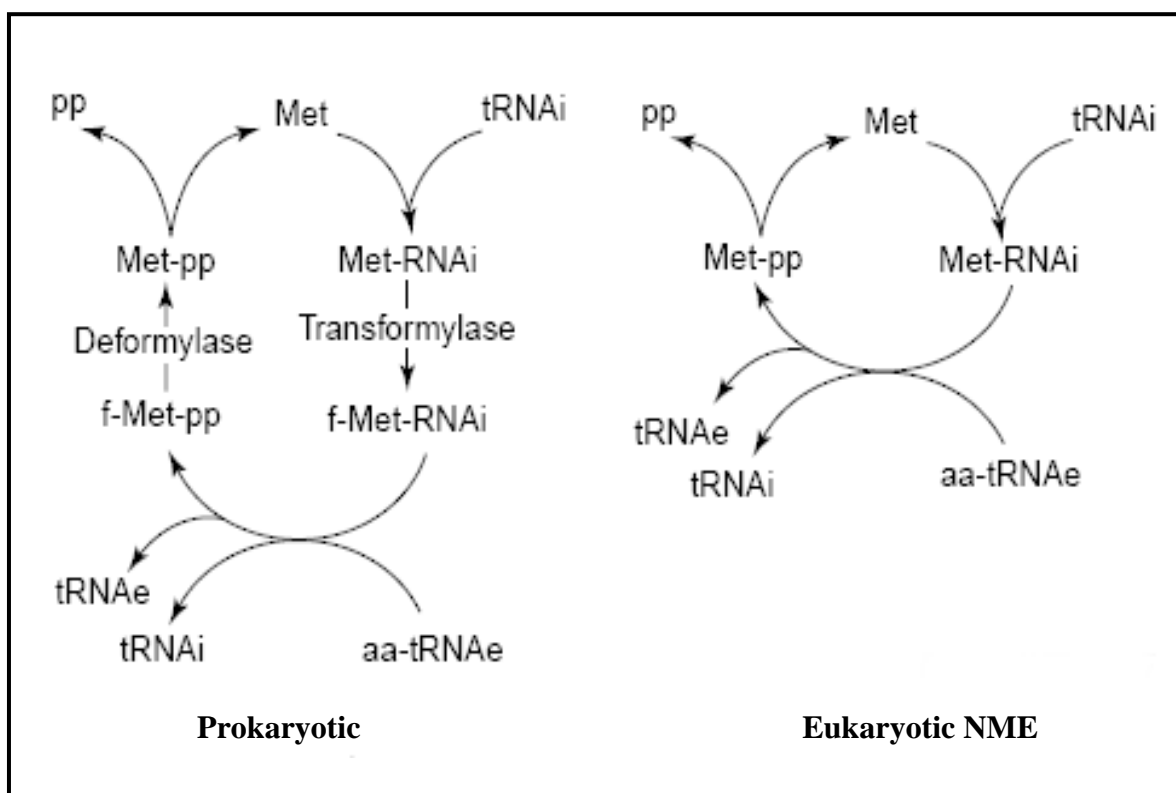 pp
Met
tRNAi
Met-pp
Met-RNAi
Deformylase
Transformylase
f-Met-pp
f-Met-RNAi
tRNAe
tRNAi
aa-tRNAe
Prokaryotic
pp
Met
tRNAi
Met-pp
Met-RNAi
tRNAe
tRNAi
aa-tRNAe
Eukaryotic NME